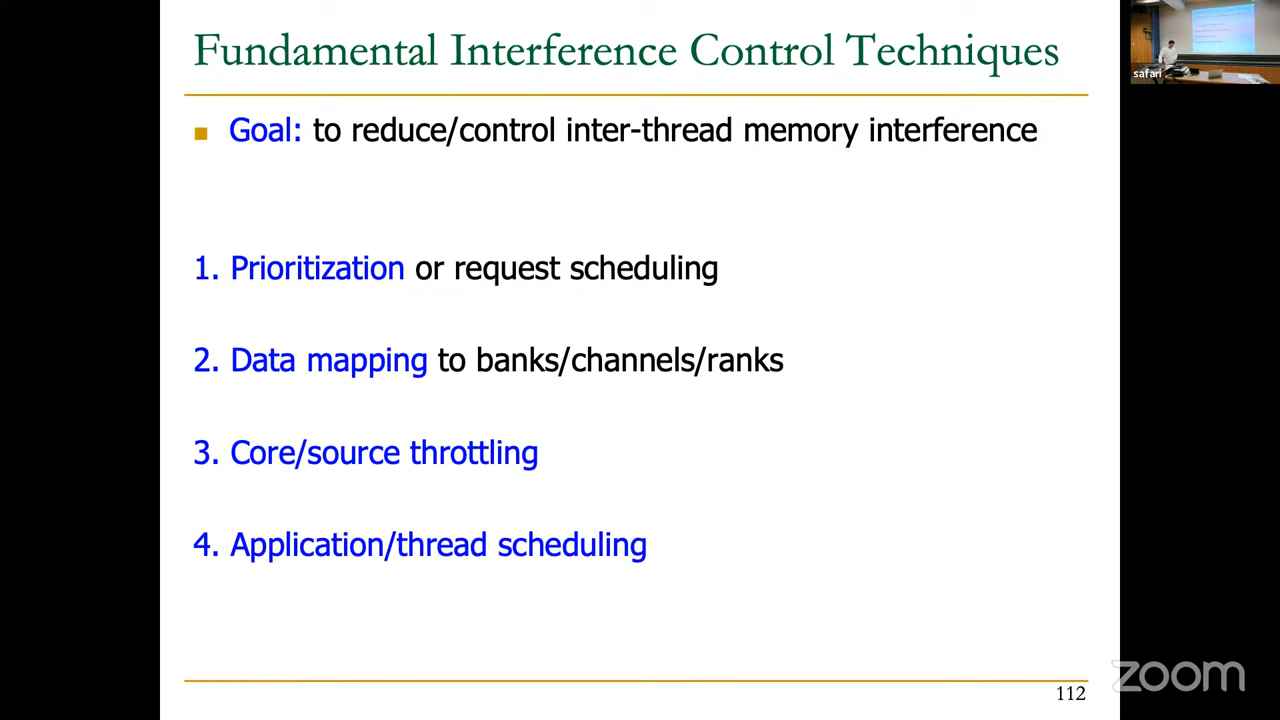 Fundamental Interference Control Techniques
safari
Goal: to reduce/control inter-thread memory interference
1. Prioritization or request scheduling
2. Data mapping to banks/channels/ranks
3. Core/source throttling
4. Application/thread scheduling
zoom
112